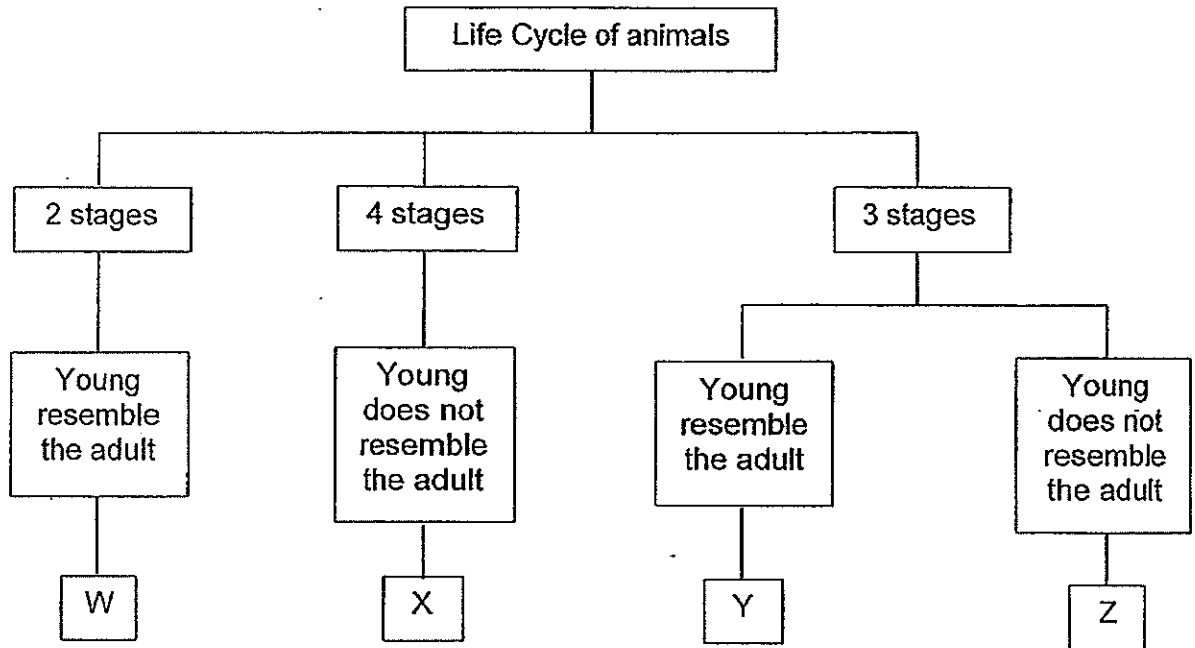 Life Cycle of animals
2 stages
4 stages
3 stages
Young
resemble
the adult
Young
does not
resemble
the adult
Young
resemble
the adult
Young
does not
resemble
the adult
W
X
Y
Z